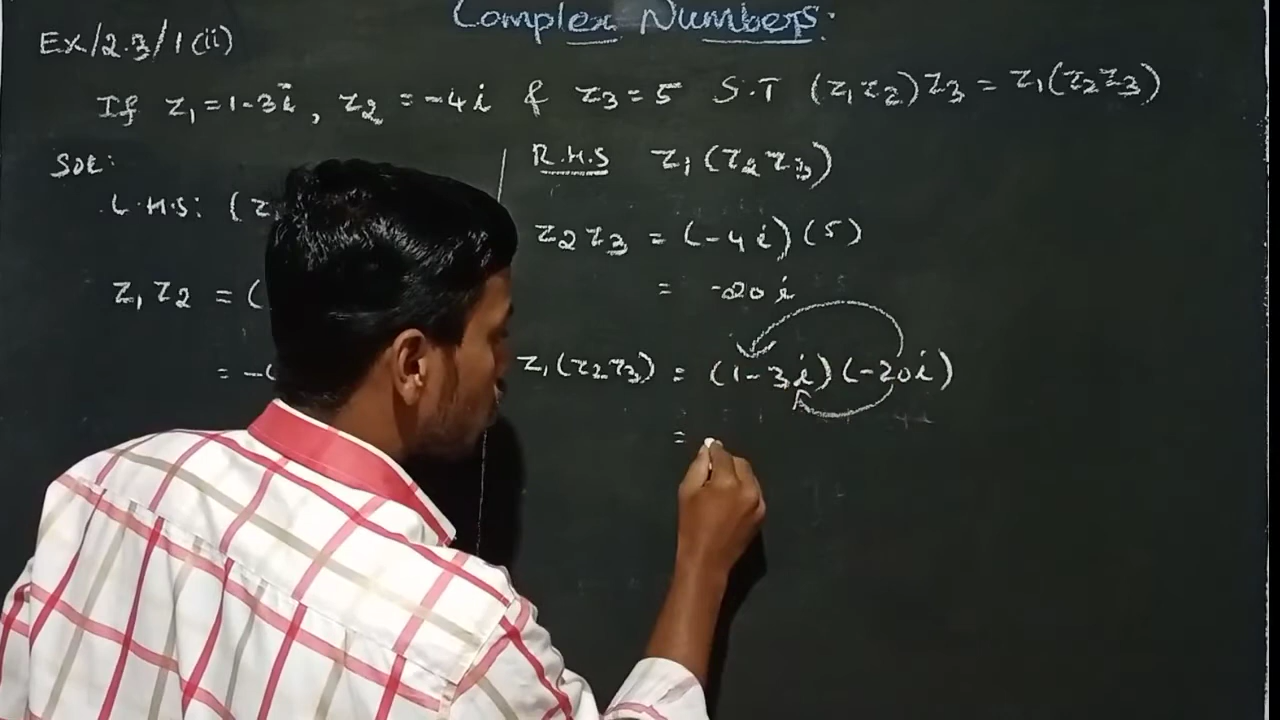 Complex Numbers:
Ex/2.3/1(ii)
If z₁=1-3i, z₂=-4i & z₃=5 S.T (z₁z₂)z₃=z₁(z₂z₃)
Sol:
L.H.S: (z
z₁z₂ = (
= -
R.H.S z₁(z₂z₃)
z₂z₃ = (-4i)(5)
= -20i
z₁(z₂z₃) = (1-3i)(-20i)
=